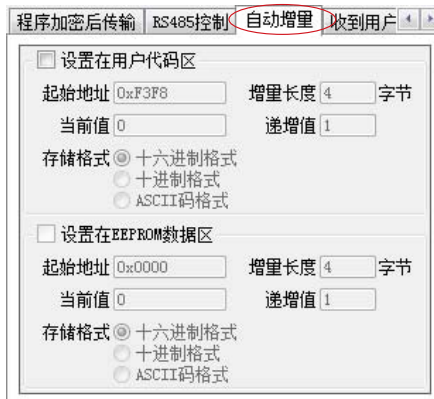 程序加密后传输 RS485控制 自动增量 收到用户
设置在用户代码区
起始地址 0xF3F8 增量长度 4 字节
当前值 0 递增值 1
存储格式 十六进制格式
十进制格式
ASCII码格式
设置在EEPROM数据区
起始地址 0x0000 增量长度 4 字节
当前值 0 递增值 1
存储格式 十六进制格式
十进制格式
ASCII码格式